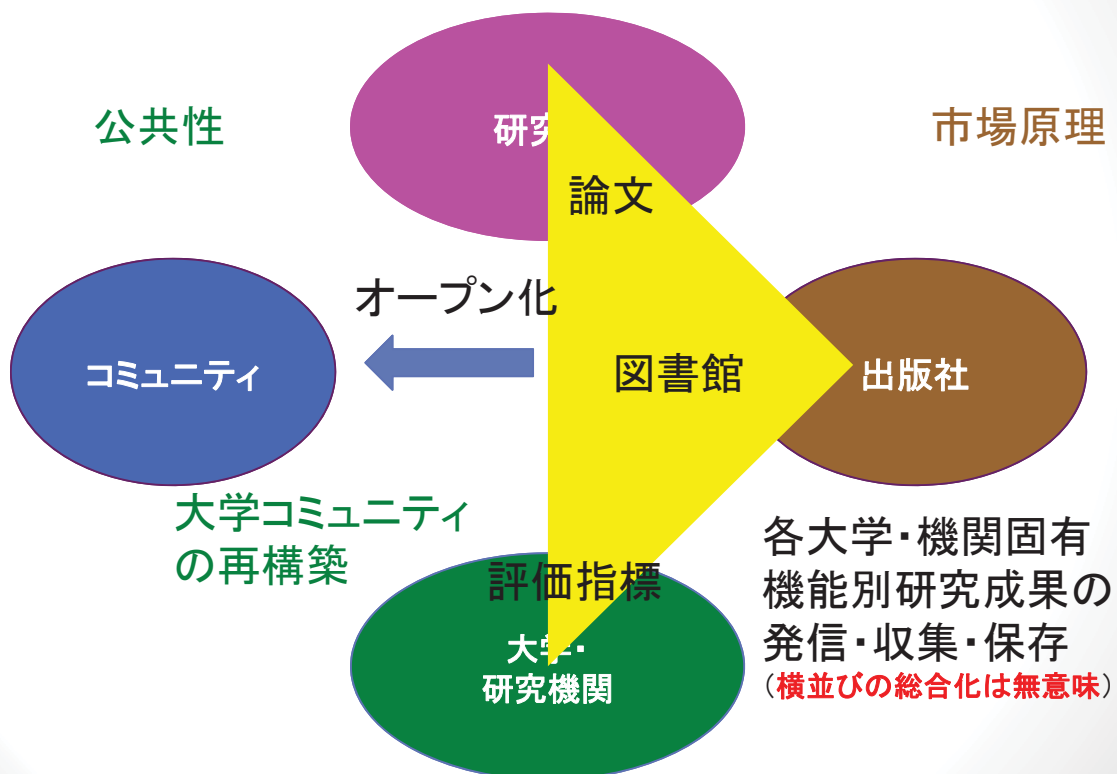 公共性
市場原理
研究
論文
オープン化
コミュニティ
図書館
出版社
大学コミュニティ
の再構築
評価指標
大学・
研究機関
各大学・機関固有
機能別研究成果の
発信・収集・保存
(横並びの総合化は無意味)